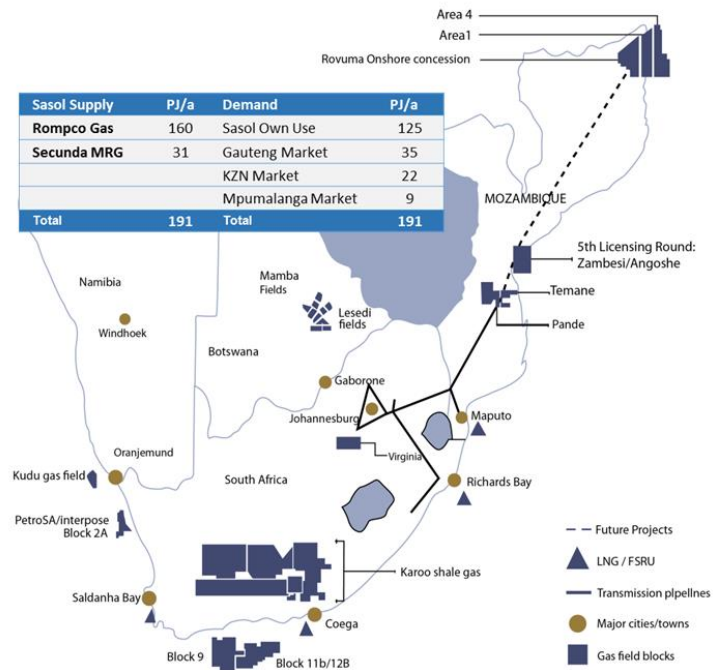 Area 4
Area1
Rovuma Onshore concession
Sasol Supply PJ/a Demand PJ/a
Rompco Gas 160 Sasol Own Use 125
Secunda MRG 31 Gauteng Market 35
KZN Market 22
Mpumalanga Market 9
Total 191 Total 191
MOZAMBIQUE
5th Licensing Round:
Zambesi/Angoshe
Temane
Pande
Namibia
Windhoek
Mamba
Fields
Lesedi
fields
Botswana
Gaborone
Johannesburg
Maputo
Virginia
Oranjemund
Kudu gas field
South Africa
Richards Bay
PetroSA/interpose
Block 2A
Karoo shale gas
Saldanha Bay
Coega
Block 9
Block 11b/12B
Future Projects
LNG / FSRU
Transmission plpellnes
Major cities/towns
Gas field blocks